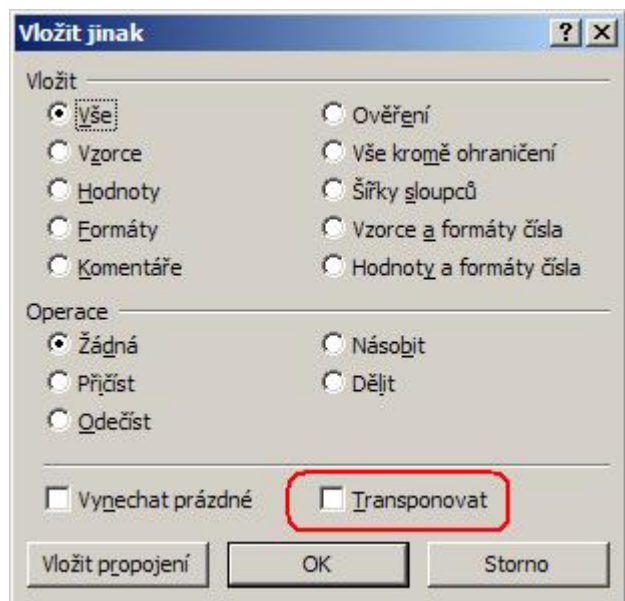 Vložit jinak
Vložit
Vše
Ověření
Vzorce
Vše kromě ohraničení
Hodnoty
Šířky sloupců
Formáty
Vzorce a formáty čísla
Komentáře
Hodnoty a formáty čísla
Operace
Žádná
Násobit
Přičíst
Dělit
Odečíst
Vynechat prázdné
Transponovat
Vložit propojení
OK
Storno